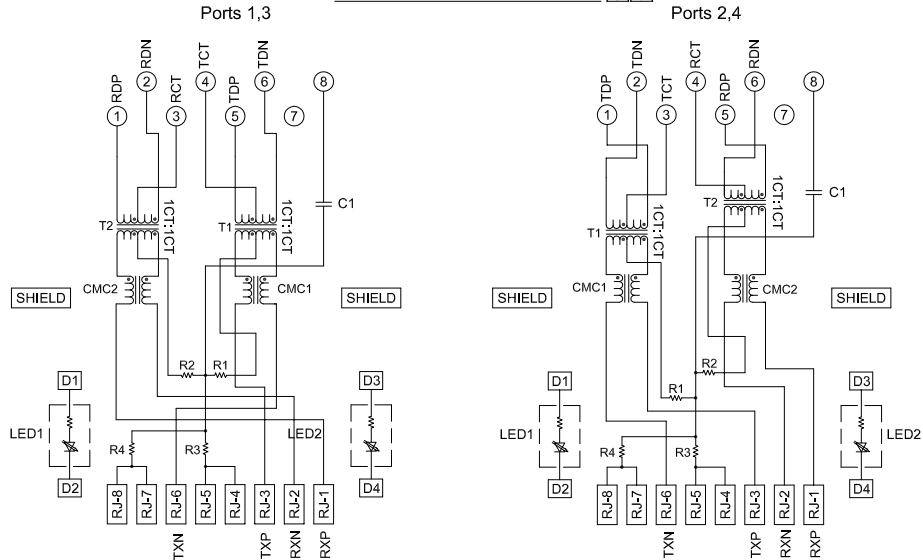 Ports 1,3
RDP
RDN
RCT
TCT
TDP
TDN
1
2
3
4
5
6
7
8
T2
1CT:1CT
T1
1CT:1CT
C1
CMC2
CMC1
SHIELD
SHIELD
R2
R1
D1
LED1
D2
D3
LED2
D4
R4
R3
RJ-8
RJ-7
RJ-6
RJ-5
RJ-4
RJ-3
RJ-2
RJ-1
TXN
TXP
RXN
RXP
Ports 2,4
TDP
TDN
TCT
RCT
RDP
RDN
1
2
3
4
5
6
7
8
T1
1CT:1CT
T2
1CT:1CT
C1
CMC1
CMC2
SHIELD
SHIELD
R2
R1
D1
LED1
D2
D3
LED2
D4
R4
R3
RJ-8
RJ-7
RJ-6
RJ-5
RJ-4
RJ-3
RJ-2
RJ-1
TXN
TXP
RXN
RXP